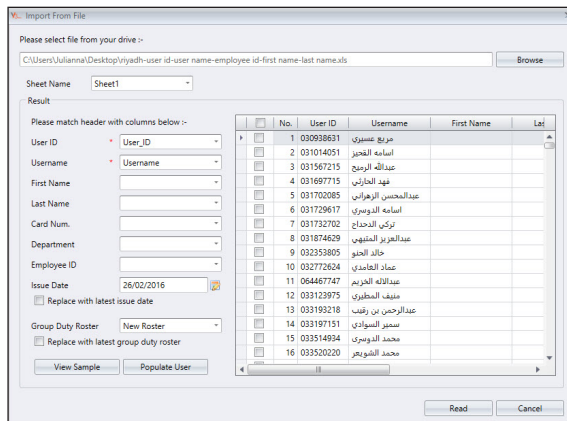 Import From File
Please select file from your drive :-
C:\Users\Julianna\Desktop\riyadh-user id-user name-employee id-first name-last name.xls
Browse
Sheet Name
Sheet1
Result
Please match header with columns below :-
User ID * User_ID
Username * Username
First Name
Last Name
Card Num.
Department
Employee ID
Issue Date 26/02/2016
Replace with latest issue date
Group Duty Roster New Roster
Replace with latest group duty roster
View Sample Populate User
No. User ID Username First Name Las
1 030938631 مريع عسيري
2 031014051 اسامه القحيز
3 031567215 عبدالله الرميح
4 031697715 فهد الحارثي
5 031702085 عبدالمحسن الزهراني
6 031729617 اسامه الدوسري
7 031732702 تركي الدحداح
8 031874629 عبدالعزيز المتيهي
9 032353805 خالد الحنو
10 032772624 عماد الغامدي
11 064467747 عبدالاله الخزيم
12 033123975 منيف المطيري
13 033193218 عبدالرحمن بن رقيب
14 033197151 سمير السوادي
15 033514934 محمد الدوسرى
16 033520220 محمد الشويعر
Read Cancel